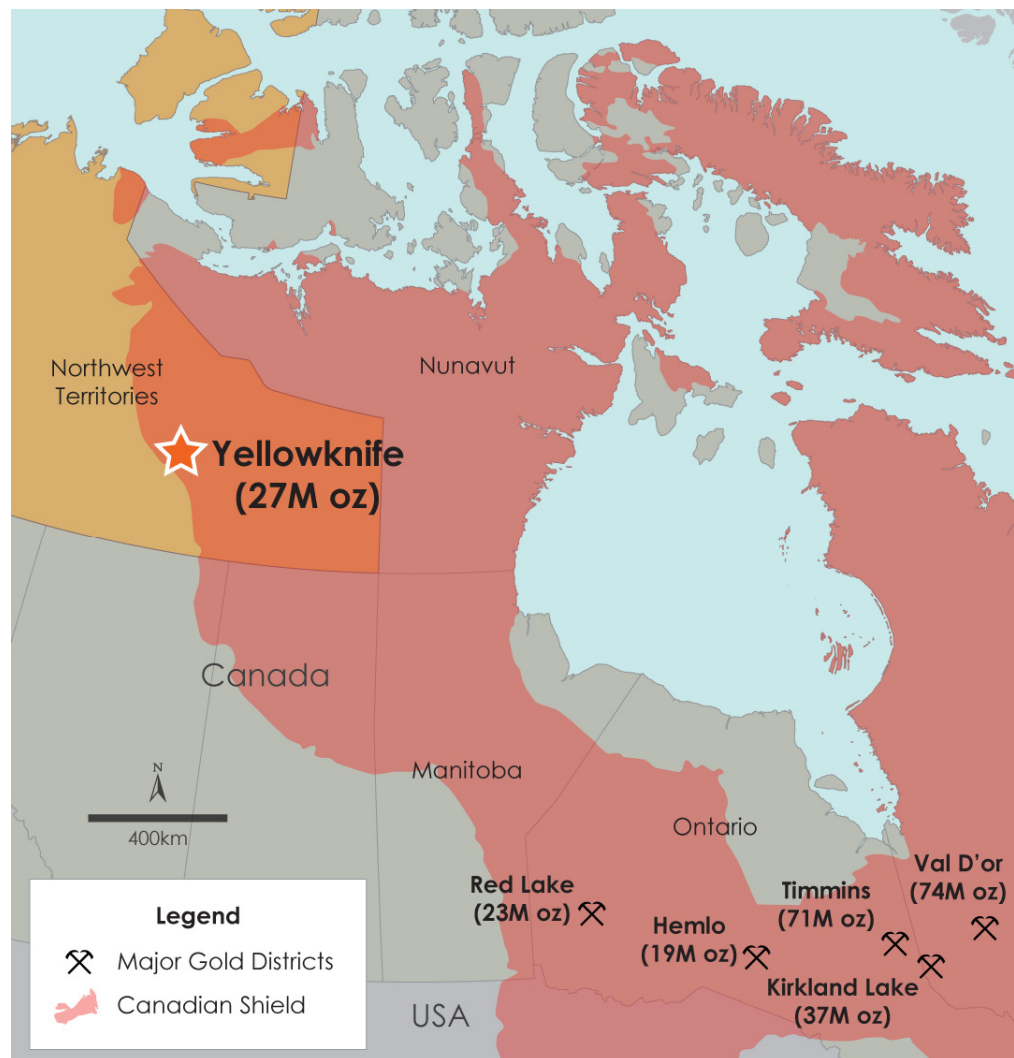 Northwest
Territories
Nunavut
Yellowknife
(27M oz)
Canada
Manitoba
N
400km
Ontario
Val D'or
(74M oz)
Timmins
(71M oz)
Red Lake
(23M oz)
Hemlo
(19M oz)
Kirkland Lake
(37M oz)
USA
Legend
Major Gold Districts
Canadian Shield